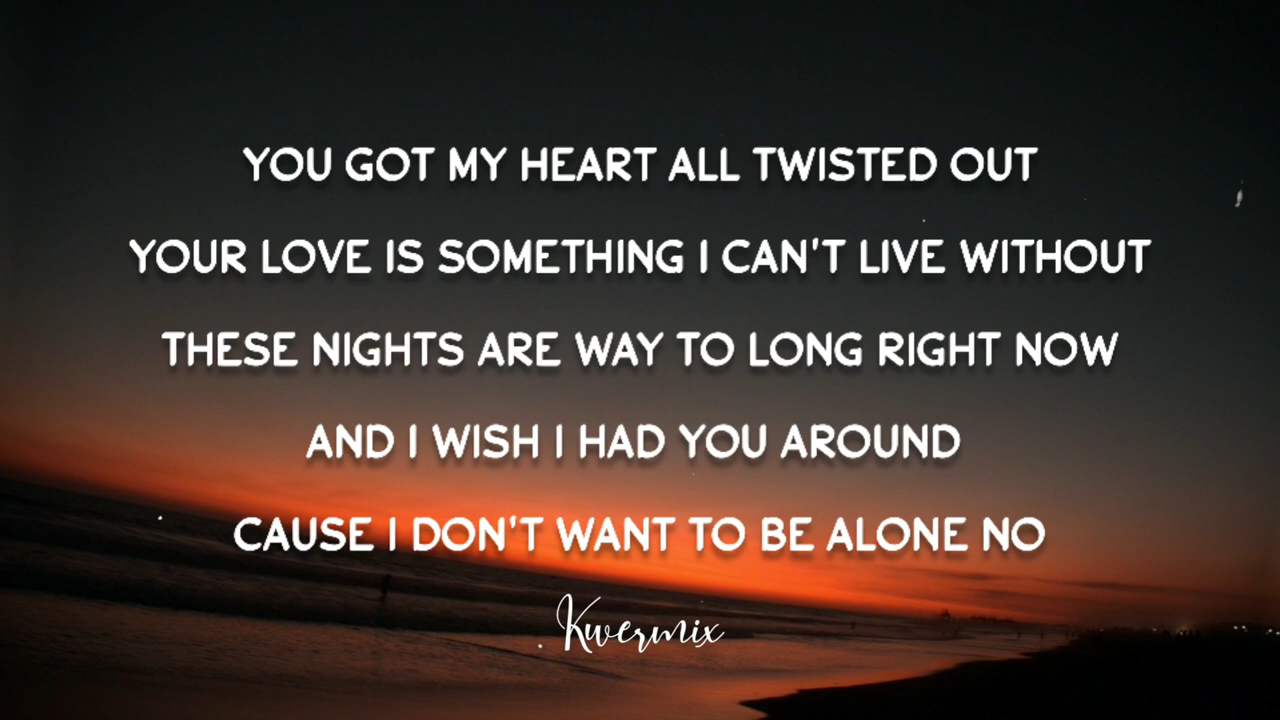 YOU GOT MY HEART ALL TWISTED OUT
YOUR LOVE IS SOMETHING I CAN'T LIVE WITHOUT
THESE NIGHTS ARE WAY TO LONG RIGHT NOW
AND I WISH I HAD YOU AROUND
CAUSE I DON'T WANT TO BE ALONE NO
Kwermix